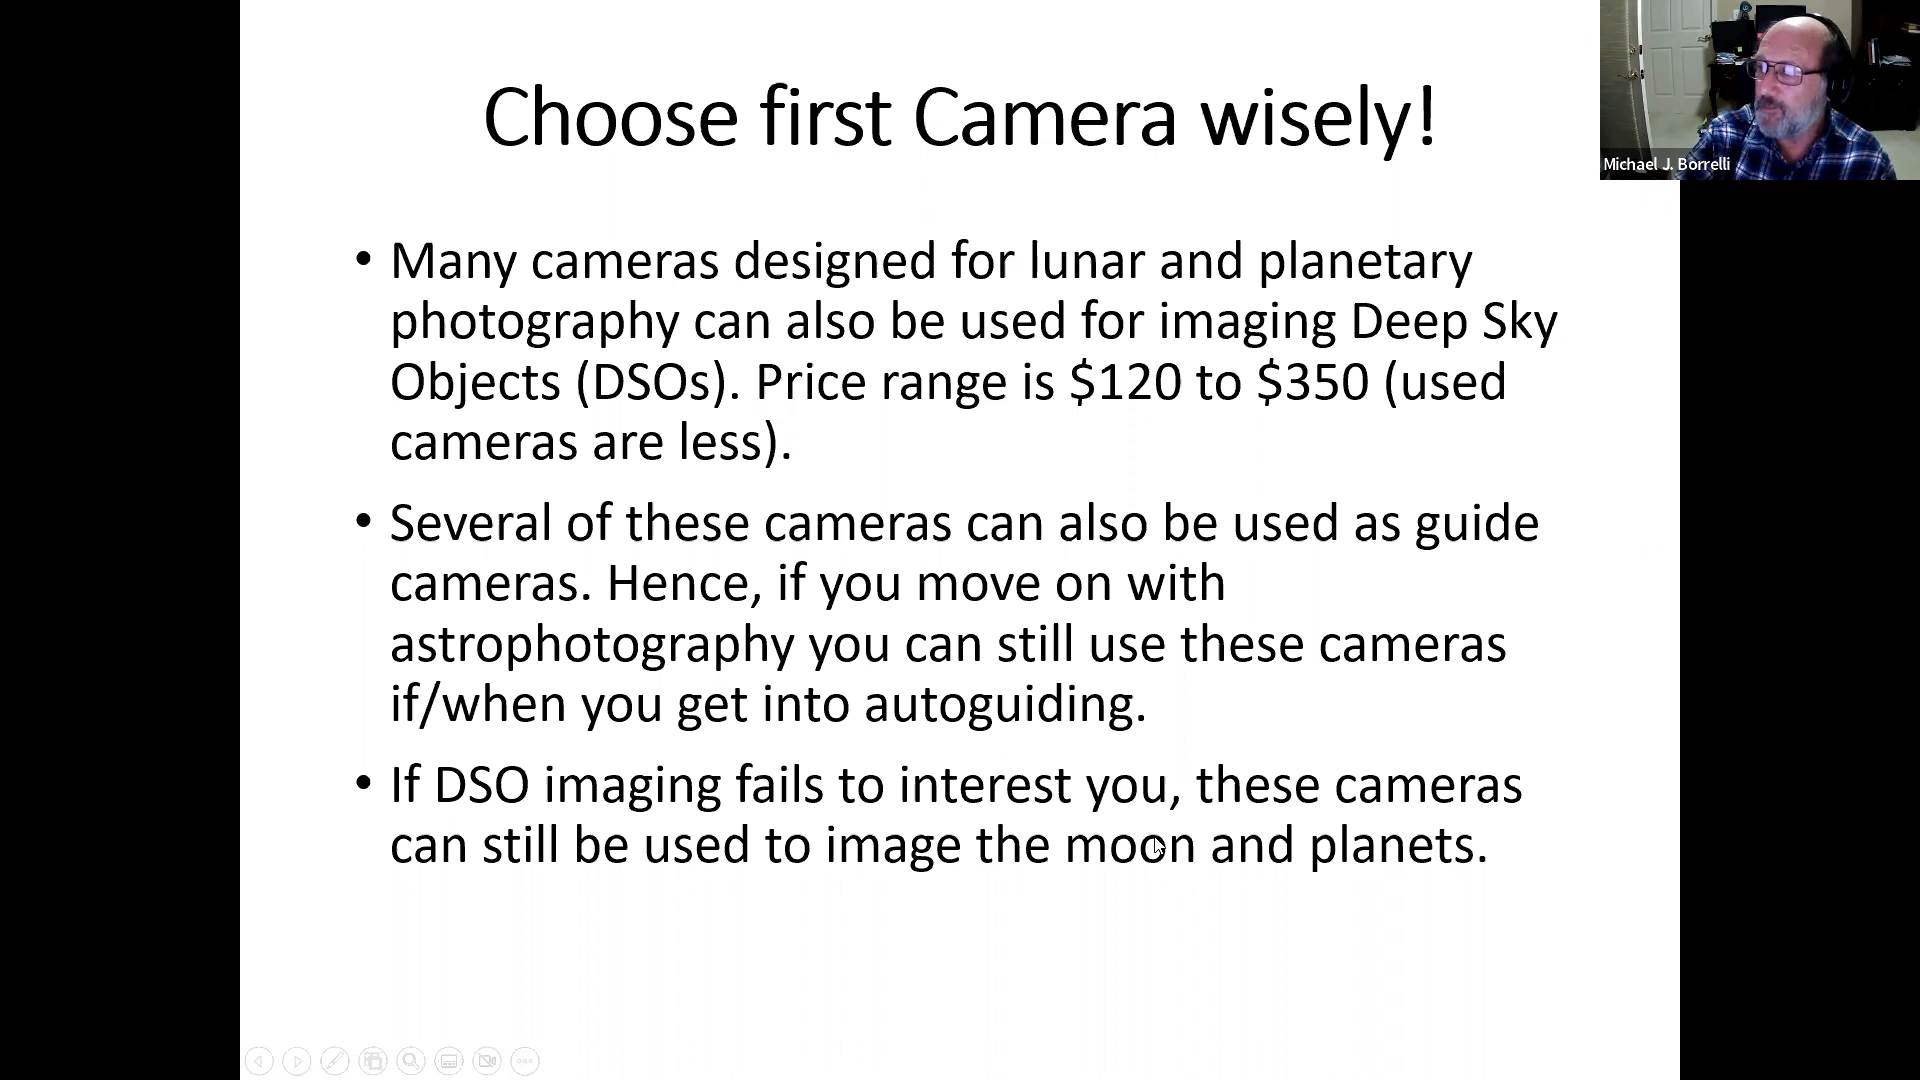 Choose first Camera wisely!
Michael J. Borrelli
• Many cameras designed for lunar and planetary
photography can also be used for imaging Deep Sky
Objects (DSOs). Price range is $120 to $350 (used
cameras are less).
• Several of these cameras can also be used as guide
cameras. Hence, if you move on with
astrophotography you can still use these cameras
if/when you get into autoguiding.
• If DSO imaging fails to interest you, these cameras
can still be used to image the moon and planets.